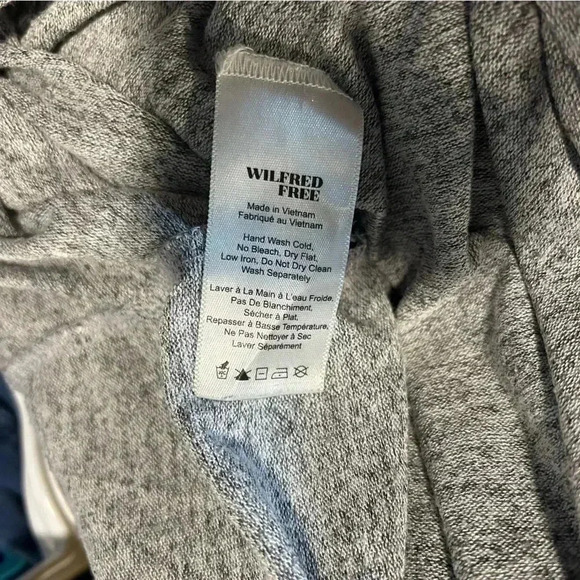 WILFRED
FREE
Made in Vietnam
Fabriqué au Vietnam
Hand Wash Cold,
No Bleach, Dry Flat,
Low Iron, Do Not Dry Clean
Wash Separately
Laver à La Main à L'eau Froide,
Pas De Blanchiment,
Sécher à Plat,
Repasser à Basse Température,
Ne Pas Nettoyer à Sec
Laver Séparément